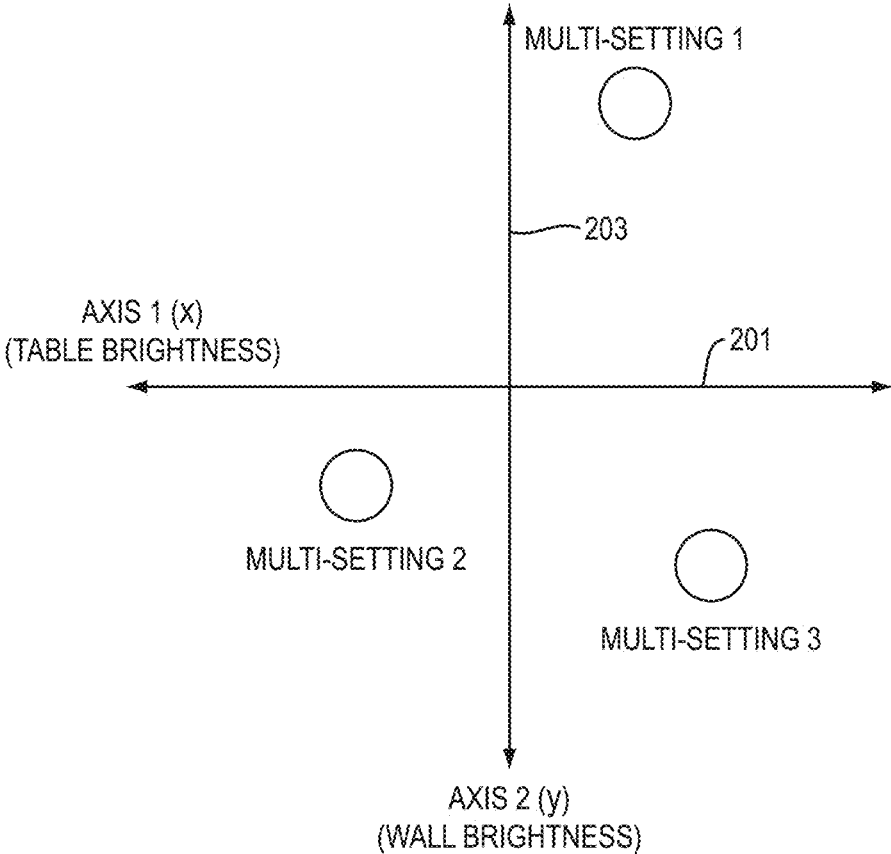 MULTI-SETTING 1
203
AXIS 1 (x)
(TABLE BRIGHTNESS)
201
MULTI-SETTING 2
MULTI-SETTING 3
AXIS 2 (y)
(WALL BRIGHTNESS)